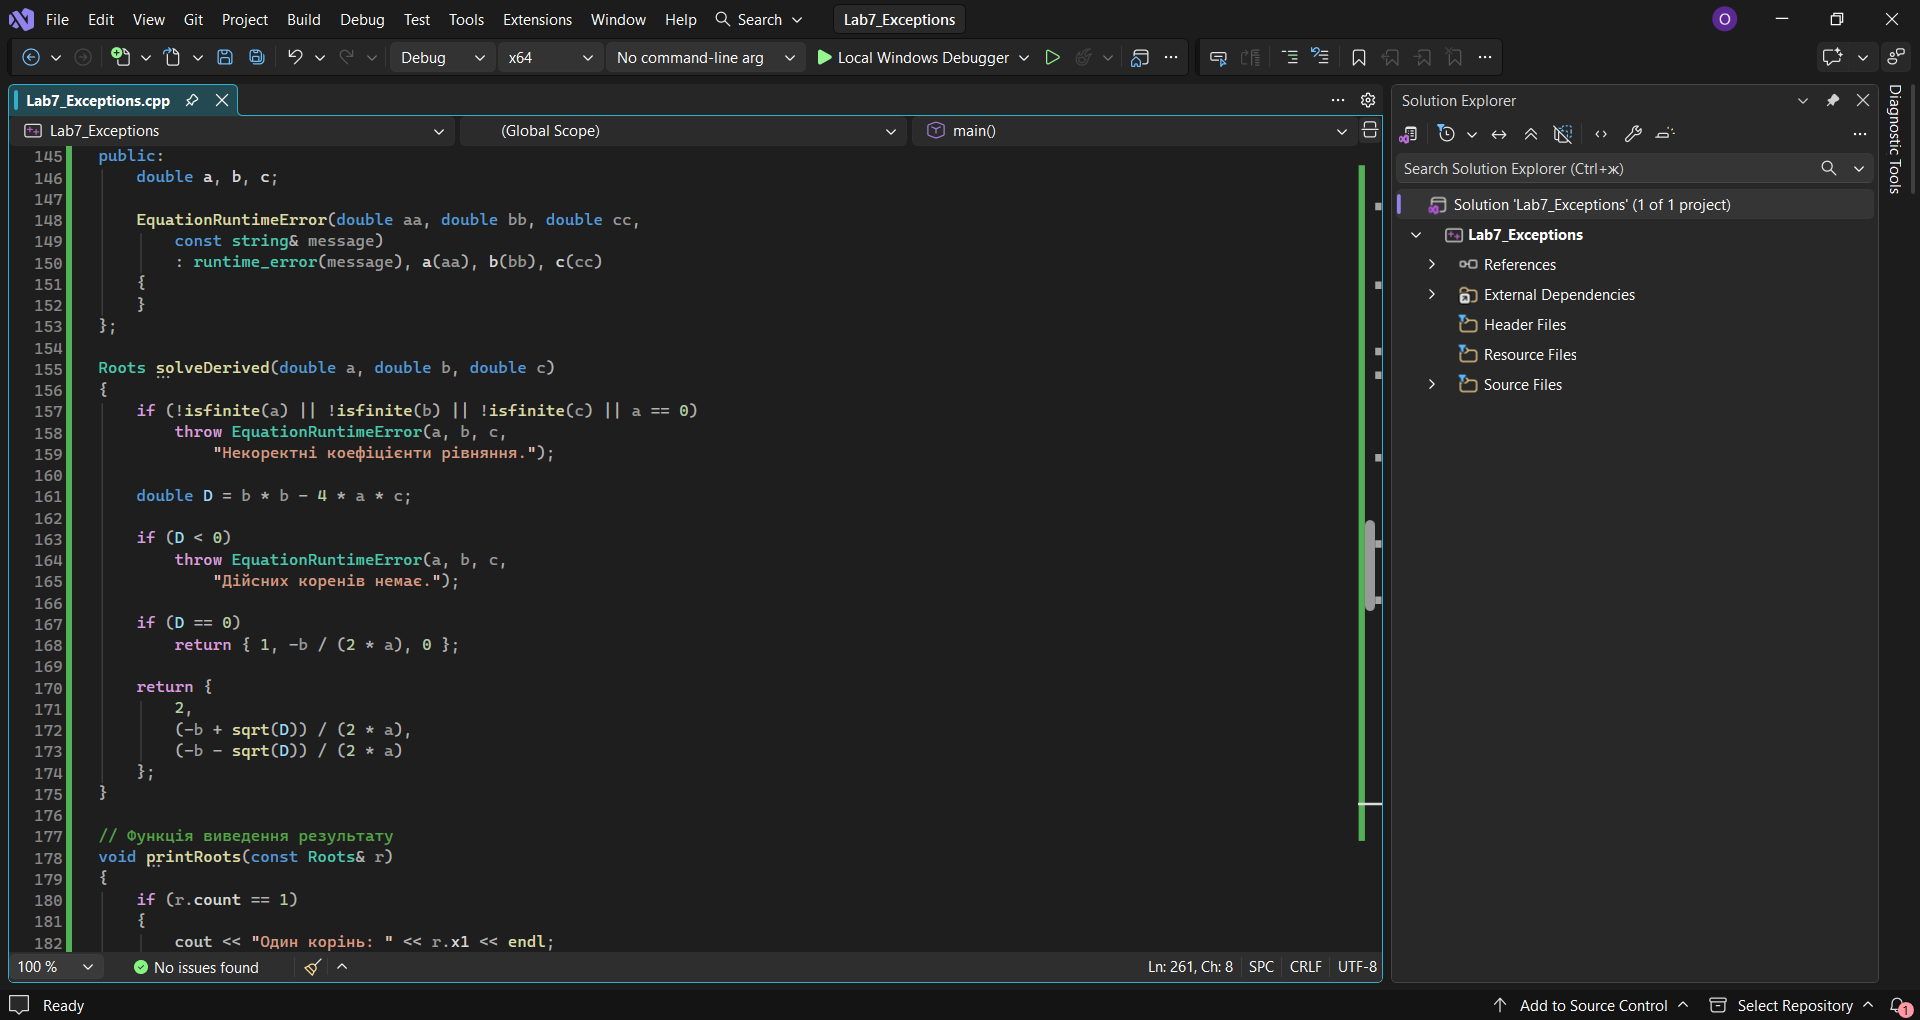 File Edit View Git Project Build Debug Test Tools Extensions Window Help Search Lab7_Exceptions O
Debug x64 No command-line arg Local Windows Debugger
Lab7_Exceptions.cpp
Lab7_Exceptions (Global Scope) main()
145 public:
146 double a, b, c;
147
148 EquationRuntimeError(double aa, double bb, double cc,
149 const string& message)
150 : runtime_error(message), a(aa), b(bb), c(cc)
151 {
152 }
153 };
154
155 Roots solveDerived(double a, double b, double c)
156 {
157 if (!isfinite(a) || !isfinite(b) || !isfinite(c) || a == 0)
158 throw EquationRuntimeError(a, b, c,
159 "Некоректні коефіцієнти рівняння.");
160
161 double D = b * b - 4 * a * c;
162
163 if (D < 0)
164 throw EquationRuntimeError(a, b, c,
165 "Дійсних коренів немає.");
166
167 if (D == 0)
168 return { 1, -b / (2 * a), 0 };
169
170 return {
171 2,
172 (-b + sqrt(D)) / (2 * a),
173 (-b - sqrt(D)) / (2 * a)
174 };
175 }
176
177 // Функція виведення результату
178 void printRoots(const Roots& r)
179 {
180 if (r.count == 1)
181 {
182 cout << "Один корінь: " << r.x1 << endl;
100 % No issues found Ln: 261, Ch: 8 SPC CRLF UTF-8
Solution Explorer
Search Solution Explorer (Ctrl+ж)
Solution 'Lab7_Exceptions' (1 of 1 project)
Lab7_Exceptions
References
External Dependencies
Header Files
Resource Files
Source Files
Diagnostic Tools
Ready Add to Source Control Select Repository 1